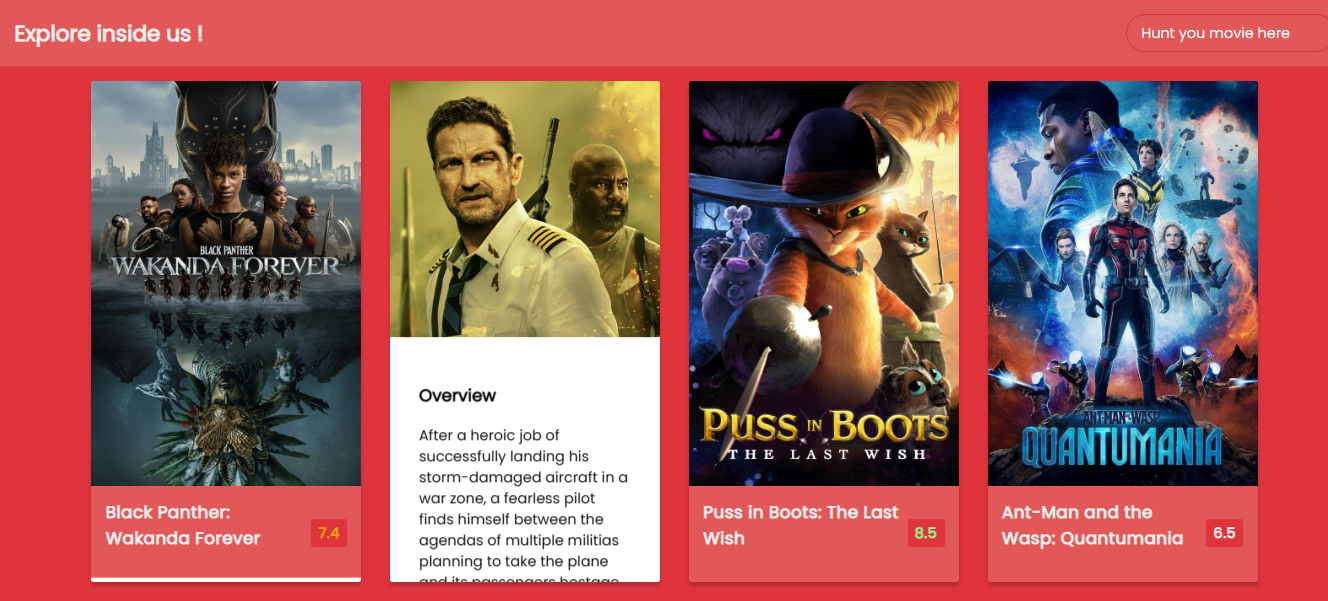 Explore inside us !
Hunt you movie here
BLACK PANTHER
WAKANDA FOREVER
Black Panther:
Wakanda Forever
7.4
Overview
After a heroic job of
successfully landing his
storm-damaged aircraft in a
war zone, a fearless pilot
finds himself between the
agendas of multiple militias
planning to take the plane
and its passengers hostage
PUSS IN BOOTS
THE LAST WISH
Puss in Boots: The Last
Wish
8.5
ANT-MAN AND THE WASP
QUANTUMANIA
Ant-Man and the
Wasp: Quantumania
6.5